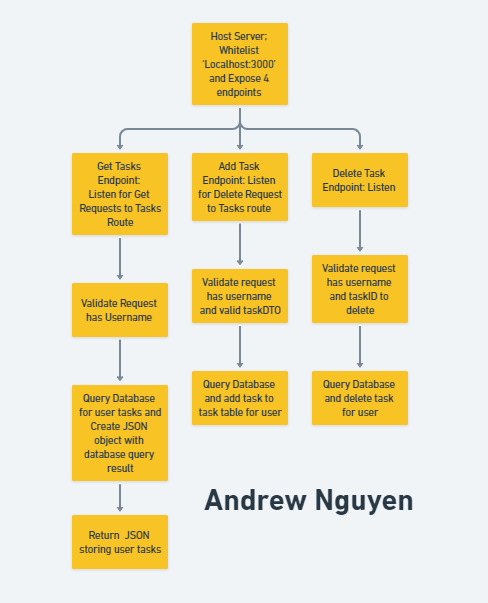 Host Server:
Whitelist
'Localhost:3000'
and Expose 4
endpoints
Get Tasks
Endpoint:
Listen for Get
Requests to Tasks
Route
Add Task
Endpoint: Listen
for Delete Request
to Tasks route
Delete Task
Endpoint: Listen
Validate Request
has Username
Validate request
has username
and valid taskDTO
Validate request
has username
and taskID to
delete
Query Database
for user tasks and
Create JSON
object with
database query
result
Query Database
and add task to
task table for user
Query Database
and delete task
for user
Return JSON
storing user tasks
Andrew Nguyen